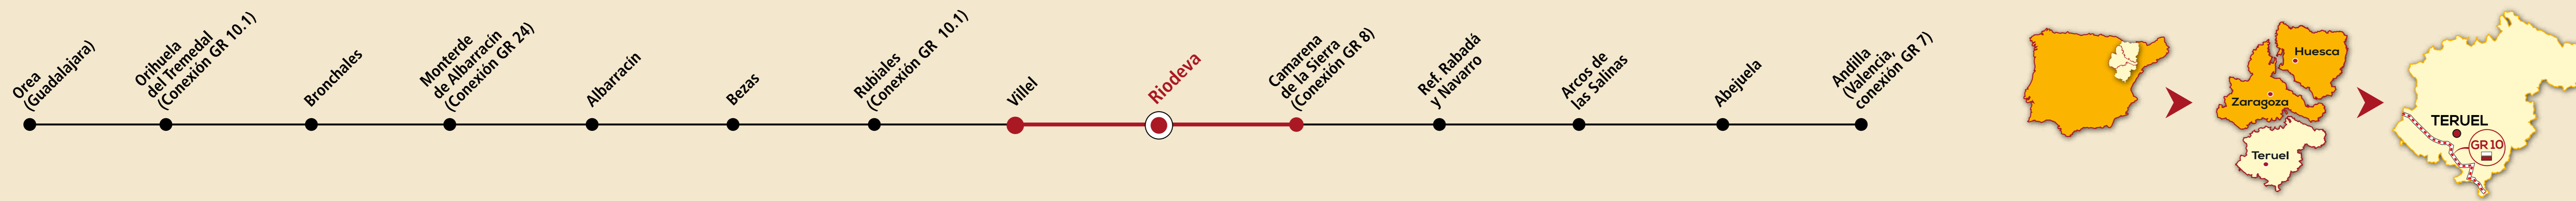 Orea
(Guadalajara)
Orihuela
del Tremedal
(Conexión GR 10.1)
Bronchales
Monterde
de Albarracín
(Conexión GR 24)
Albarracín
Bezas
Rubiales
(Conexión GR 10.1)
Villel
Riodeva
Camarena
de la Sierra
(Conexión GR 8)
Ref. Rabadá
y Navarro
Arcos de
las Salinas
Abejuela
Andilla
(Valencia,
conexión GR 7)
Huesca
Zaragoza
Teruel
TERUEL
GR 10